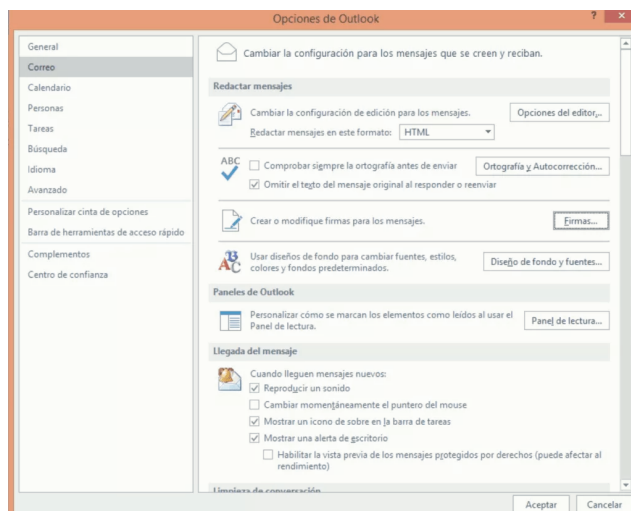 Opciones de Outlook
?
×
General
Correo
Calendario
Personas
Tareas
Búsqueda
Idioma
Avanzado
Personalizar cinta de opciones
Barra de herramientas de acceso rápido
Complementos
Centro de confianza
Cambiar la configuración para los mensajes que se creen y reciban.
Redactar mensajes
Cambiar la configuración de edición para los mensajes.
Opciones del editor...
Redactar mensajes en este formato: HTML
ABC
Comprobar siempre la ortografía antes de enviar
Ortografía y Autocorrección...
Omitir el texto del mensaje original al responder o reenviar
Crear o modifique firmas para los mensajes.
Firmas...
Usar diseños de fondo para cambiar fuentes, estilos,
colores y fondos predeterminados.
Diseño de fondo y fuentes...
Paneles de Outlook
Personalizar cómo se marcan los elementos como leídos al usar el
Panel de lectura.
Panel de lectura...
Llegada del mensaje
Cuando lleguen mensajes nuevos:
Reproducir un sonido
Cambiar momentáneamente el puntero del mouse
Mostrar un icono de sobre en la barra de tareas
Mostrar una alerta de escritorio
Habilitar la vista previa de los mensajes protegidos por derechos (puede afectar al
rendimiento)
Limpieza de conversación
Aceptar
Cancelar